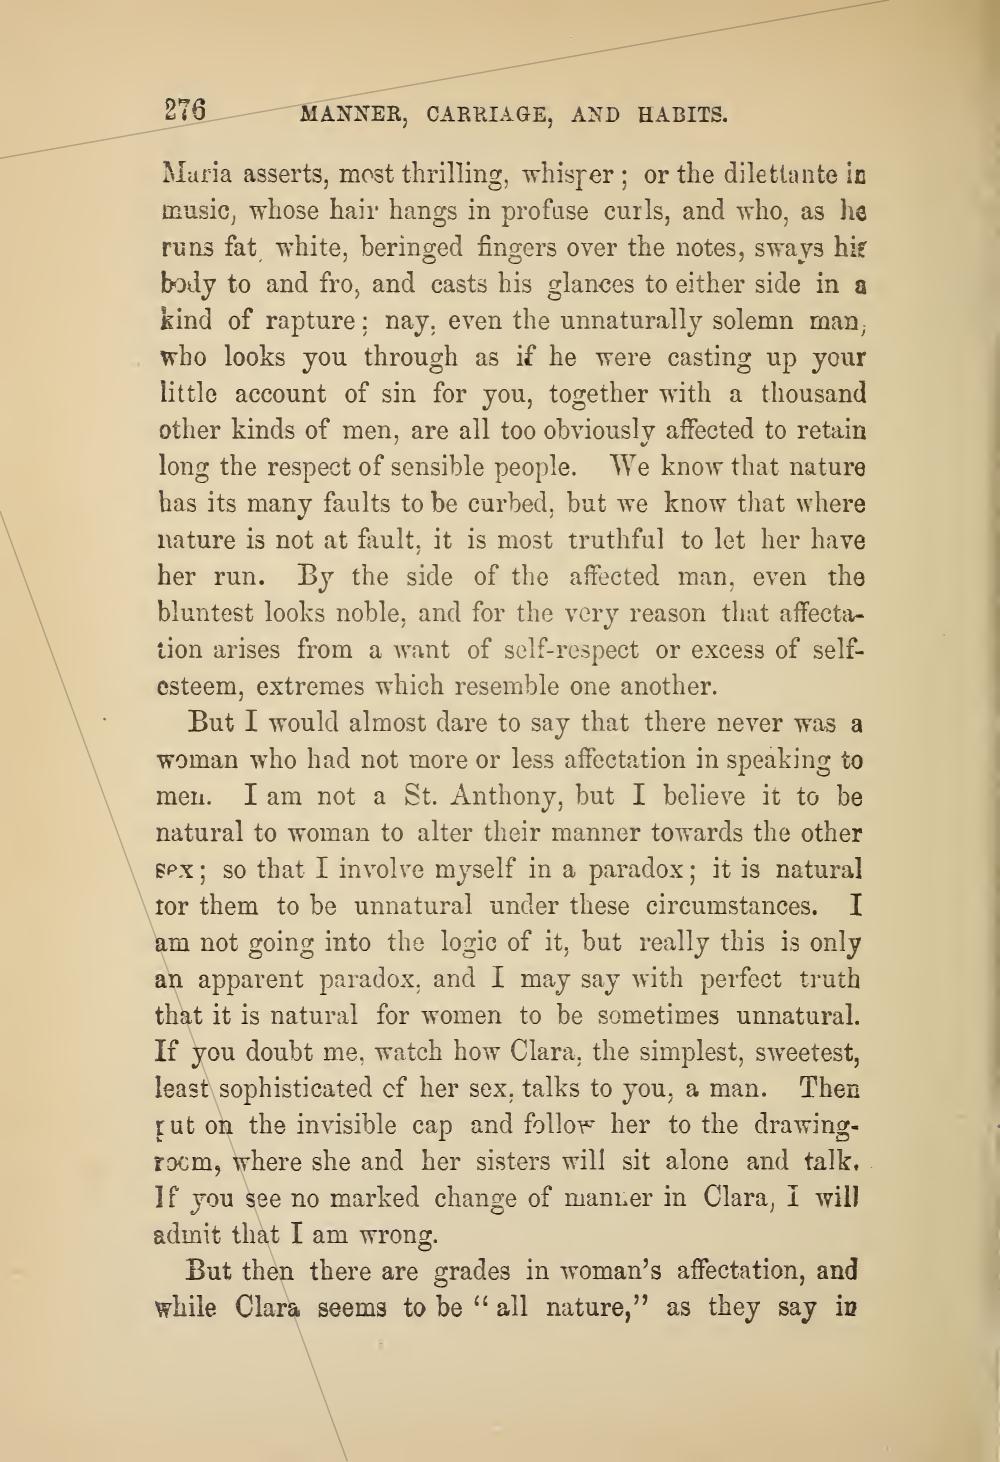 276 MANNER, CARRIAGE, AND HABITS.
Maria asserts, most thrilling, whisper; or the dilettante in
music, whose hair hangs in profuse curls, and who, as he
runs fat, white, beringed fingers over the notes, sways his
body to and fro, and casts his glances to either side in a
kind of rapture; nay, even the unnaturally solemn man,
who looks you through as if he were casting up your
little account of sin for you, together with a thousand
other kinds of men, are all too obviously affected to retain
long the respect of sensible people. We know that nature
has its many faults to be curbed, but we know that where
nature is not at fault, it is most truthful to let her have
her run. By the side of the affected man, even the
bluntest looks noble, and for the very reason that affecta-
tion arises from a want of self-respect or excess of self-
esteem, extremes which resemble one another.
But I would almost dare to say that there never was a
woman who had not more or less affectation in speaking to
men. I am not a St. Anthony, but I believe it to be
natural to woman to alter their manner towards the other
sex; so that I involve myself in a paradox; it is natural
for them to be unnatural under these circumstances. I
am not going into the logic of it, but really this is only
an apparent paradox, and I may say with perfect truth
that it is natural for women to be sometimes unnatural.
If you doubt me, watch how Clara, the simplest, sweetest,
least sophisticated of her sex, talks to you, a man. Then
put on the invisible cap and follow her to the drawing-
room, where she and her sisters will sit alone and talk.
If you see no marked change of manner in Clara, I will
admit that I am wrong.
But then there are grades in woman's affectation, and
while Clara seems to be "all nature," as they say in